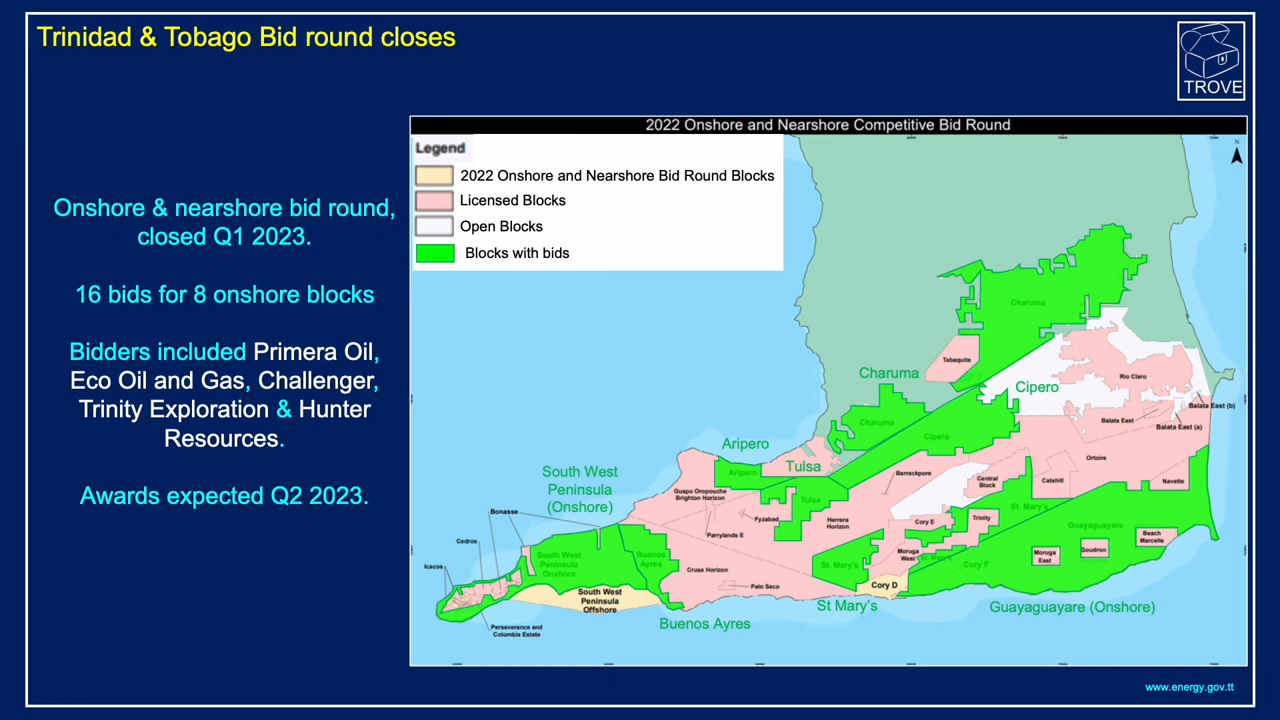 Trinidad & Tobago Bid round closes
TROVE
Onshore & nearshore bid round,
closed Q1 2023.
16 bids for 8 onshore blocks
Bidders included Primera Oil,
Eco Oil and Gas, Challenger,
Trinity Exploration & Hunter
Resources.
Awards expected Q2 2023.
2022 Onshore and Nearshore Competitive Bid Round
Legend
2022 Onshore and Nearshore Bid Round Blocks
Licensed Blocks
Open Blocks
Blocks with bids
N
Charuma
Tabaquite
Charuma
Cipero
Rio Claro
Balata East (b)
Balata East
Balata East (a)
Charuma
Cipero
Aripero
Tulsa
Ortoire
South West
Peninsula
(Onshore)
Aripero
Barrackpore
Central
Block
Catshill
Navette
Guapo Oropouche
Brighton Horizon
Tulsa
St. Mary's
Bonasse
Fyzabad
Herrera
Horizon
Cory E
Trinity
Guayaguayare
Parrylands E
Beach
Marcelle
Cedros
South West
Peninsula
Onshore
Buenos
Ayres
Moruga
West
St. Mary's
Moruga
East
Goudron
Icacos
Cruse Horizon
St. Mary's
Cory F
Palo Seco
Cory D
South West
Peninsula
Offshore
St Mary's
Guayaguayare (Onshore)
Perseverance and
Colombia Estate
Buenos Ayres
www.energy.gov.tt